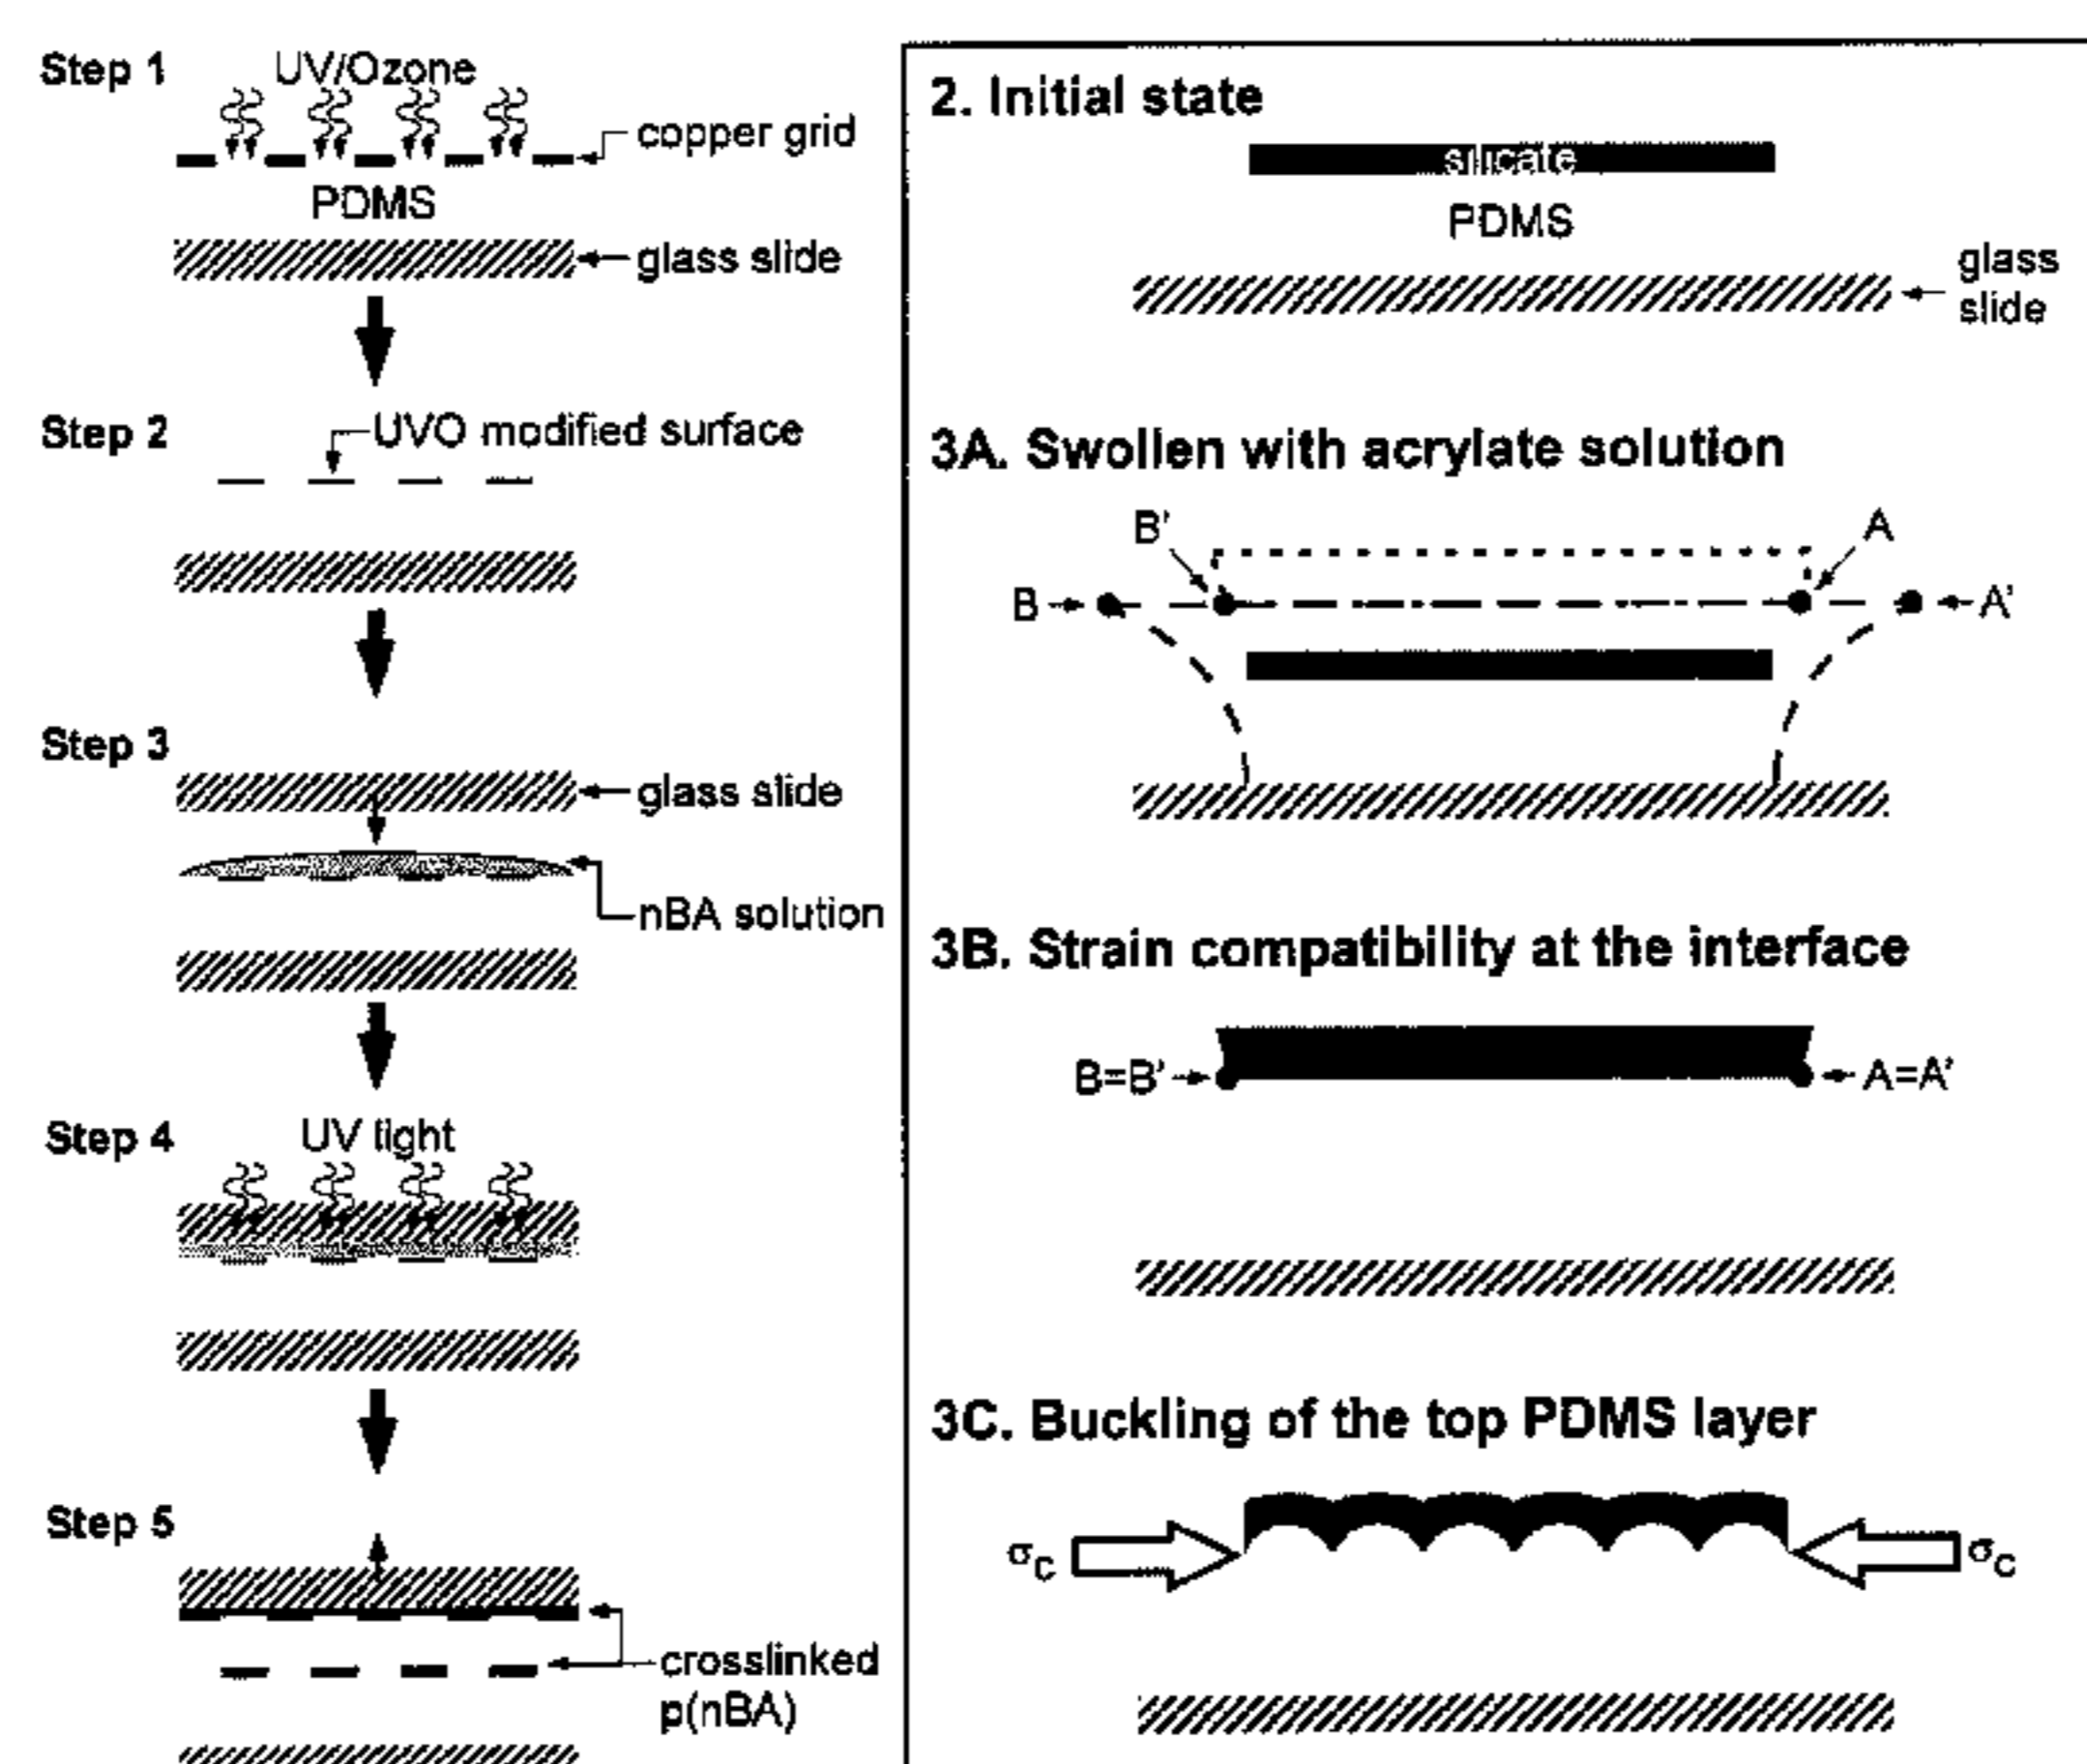 Step 1
UV/Ozone
copper grid
PDMS
glass slide
Step 2
UVO modified surface
Step 3
glass slide
nBA solution
Step 4
UV light
Step 5
crosslinked
p(nBA)
2. Initial state
silicate
PDMS
glass
slide
3A. Swollen with acrylate solution
B'
A
B
A'
3B. Strain compatibility at the interface
B=B'
A=A'
3C. Buckling of the top PDMS layer
σC
σC